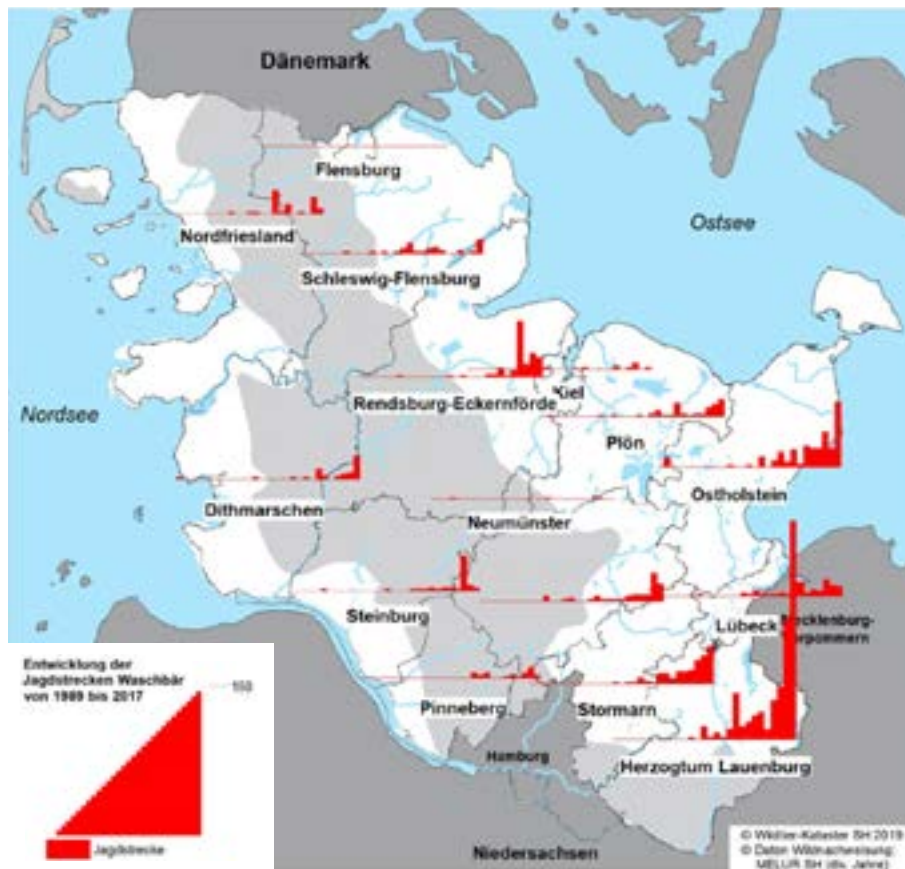 Dänemark
Flensburg
Nordfriesland
Schleswig-Flensburg
Ostsee
Nordsee
Kiel
Rendsburg-Eckernförde
Plön
Ostholstein
Dithmarschen
Neumünster
Steinburg
Lübeck
Mecklenburg-
Vorpommern
Pinneberg
Stormarn
Hamburg
Herzogtum Lauenburg
Niedersachsen
Entwicklung der
Jagdstrecken Waschbär
von 1989 bis 2017
150
Jagdstrecke
© Wildtier-Kataster SH 2019
© Daten Wildnachweisung:
MELUR SH (div. Jahre)